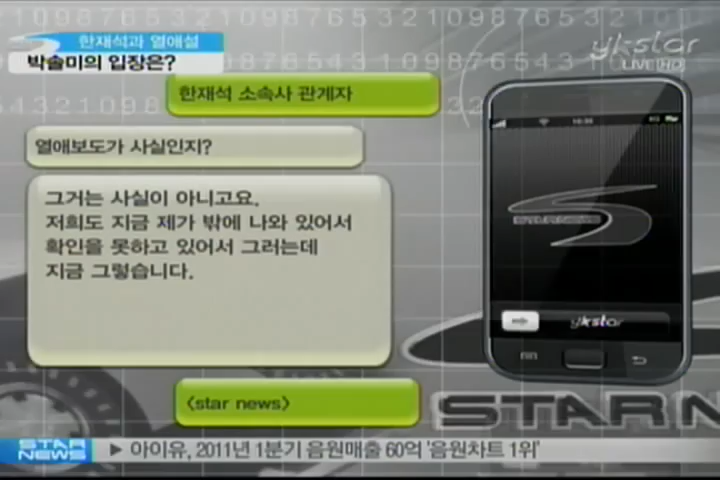 한재석과 열애설
박솔미의 입장은?
ykstar
LIVE HD
한재석 소속사 관계자
열애보도가 사실인지?
그거는 사실이 아니고요.
저희도 지금 제가 밖에 나와 있어서
확인을 못하고 있어서 그러는데
지금 그렇습니다.
STAR NEWS
ykstar
〈star news〉
STAR N
STAR NEWS
▶ 아이유, 2011년 1분기 음원매출 60억 '음원차트 1위'